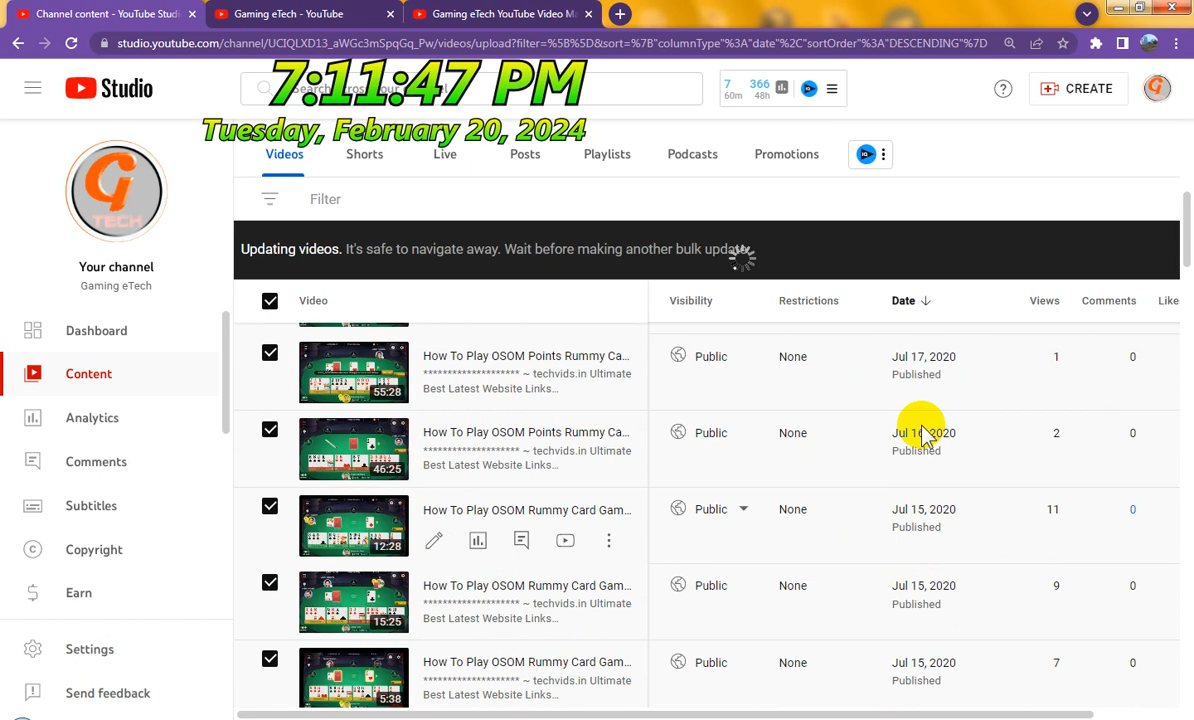 Channel content - YouTube Studi
Gaming eTech - YouTube
Gaming eTech YouTube Video Ma
studio.youtube.com/channel/UCIQLXD13_aWGc3mSpqGq_Pw/videos/upload?filter=%5B%5D&sort=%7B"columnType"%3A"date"%2C"sortOrder"%3A"DESCENDING"%7D
Studio
7:11:47 PM
7 60m
366 48h
CREATE
Tuesday, February 20, 2024
Videos Shorts Live Posts Playlists Podcasts Promotions
Filter
Updating videos. It's safe to navigate away. Wait before making another bulk update.
G TECH
Your channel
Gaming eTech
Dashboard
Content
Analytics
Comments
Subtitles
Copyright
Earn
Settings
Send feedback
Video Visibility Restrictions Date Views Comments Like
How To Play OSOM Points Rummy Ca... Public None Jul 17, 2020 1 0
******************** ~ techvids.in Ultimate Published
Best Latest Website Links...
55:28
How To Play OSOM Points Rummy Ca... Public None Jul 16, 2020 2 0
******************** ~ techvids.in Ultimate Published
Best Latest Website Links...
46:25
How To Play OSOM Rummy Card Gam... Public None Jul 15, 2020 11 0
Published
12:28
How To Play OSOM Rummy Card Gam... Public None Jul 15, 2020 9 0
******************** ~ techvids.in Ultimate Published
Best Latest Website Links...
15:25
How To Play OSOM Rummy Card Gam... Public None Jul 15, 2020 7 0
******************** ~ techvids.in Ultimate Published
Best Latest Website Links...
5:38